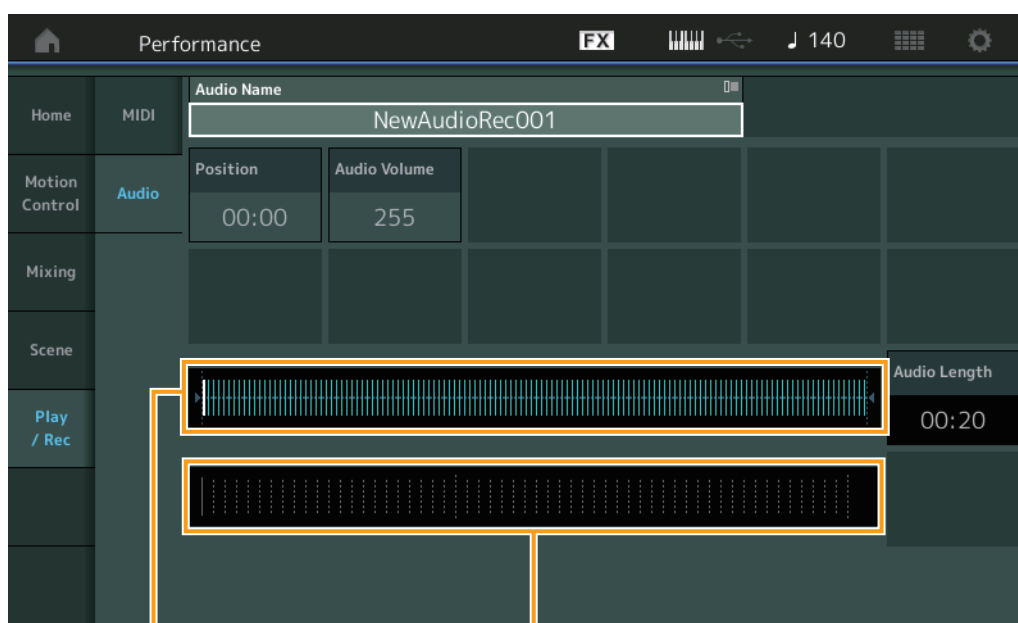 Performance
FX
140
Home
MIDI
Audio Name
NewAudioRec001
Motion
Control
Audio
Position
Audio Volume
00:00
255
Mixing
Scene
Audio Length
00:20
Play
/ Rec